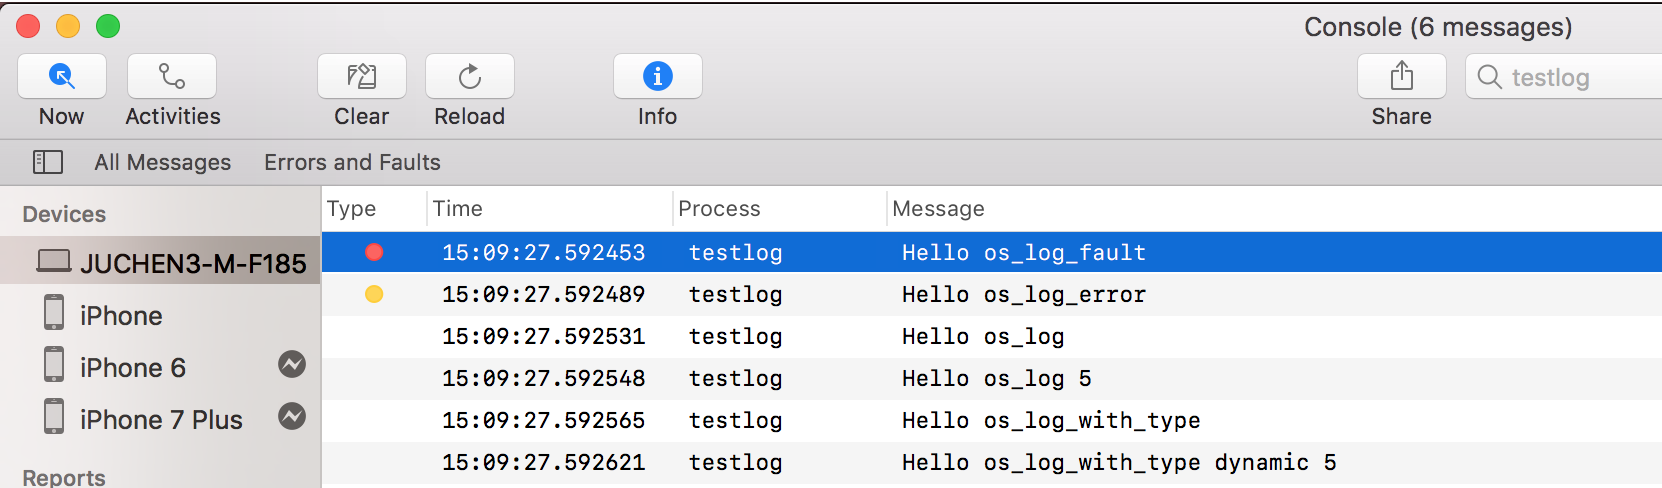 Console (6 messages)
Now Activities Clear Reload Info Share testlog
All Messages Errors and Faults
Devices
JUCHEN3-M-F185
iPhone
iPhone 6
iPhone 7 Plus
Reports
Type Time Process Message
15:09:27.592453 testlog Hello os_log_fault
15:09:27.592489 testlog Hello os_log_error
15:09:27.592531 testlog Hello os_log
15:09:27.592548 testlog Hello os_log 5
15:09:27.592565 testlog Hello os_log_with_type
15:09:27.592621 testlog Hello os_log_with_type dynamic 5